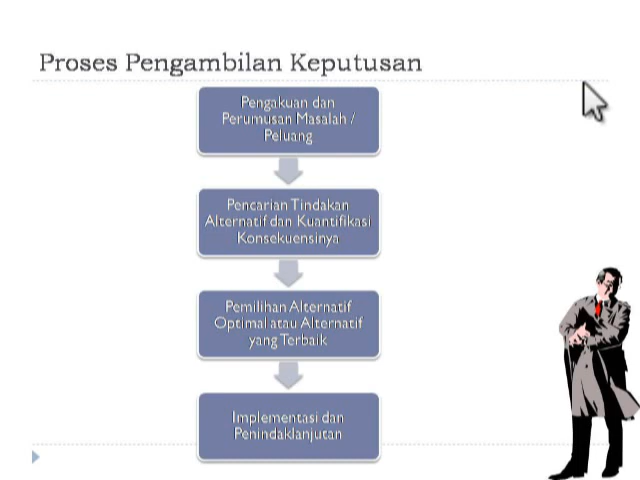 Proses Pengambilan Keputusan
Pengakuan dan
Perumusan Masalah /
Peluang
Pencarian Tindakan
Alternatif dan Kuantifikasi
Konsekuensinya
Pemilihan Alternatif
Optimal atau Alternatif
yang Terbaik
Implementasi dan
Penindaklanjutan